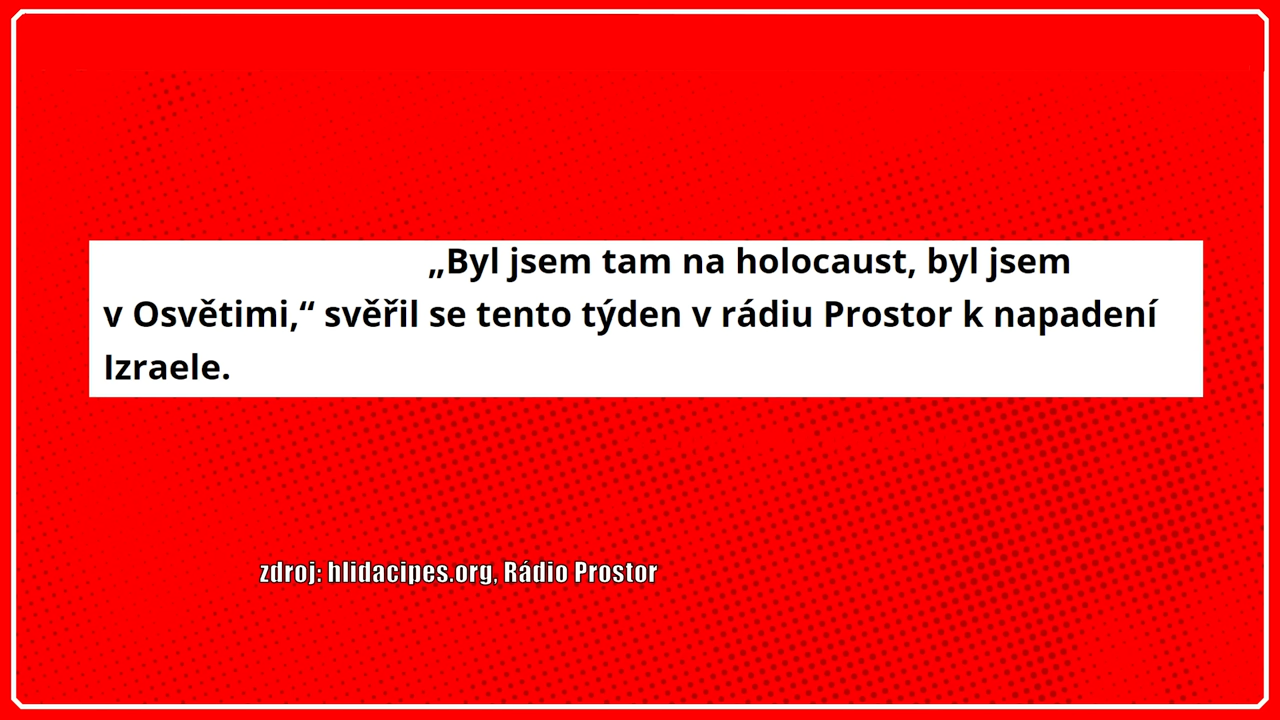 „Byl jsem tam na holocaust, byl jsem
v Osvětimi,“ svěřil se tento týden v rádiu Prostor k napadení
Izraele.
zdroj: hlidacipes.org, Rádio Prostor